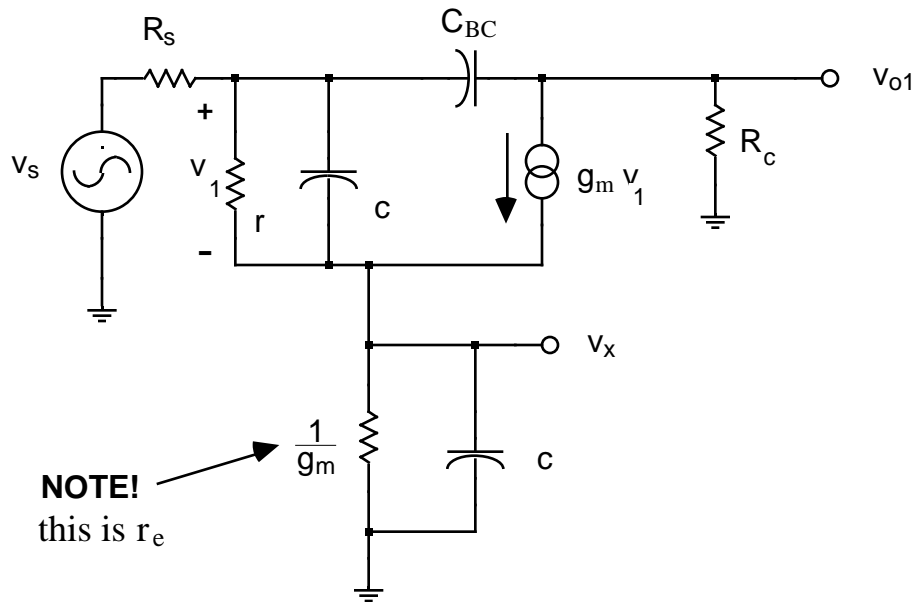 R_s
C_BC
v_o1
+
v_s
v_1
R_c
g_m v_1
r
c
-
v_x
1
g_m
c
NOTE!
this is r_e